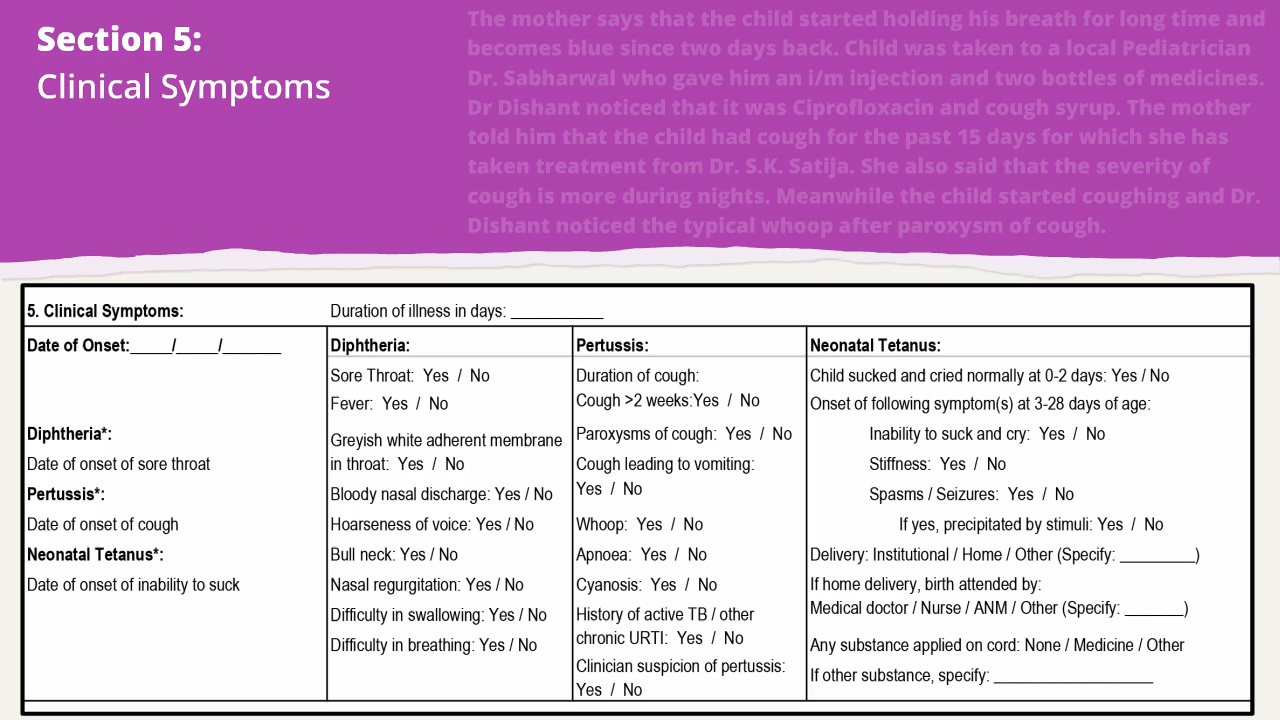 Section 5:
Clinical Symptoms
The mother says that the child started holding his breath for long time and
becomes blue since two days back. Child was taken to a local Pediatrician
Dr. Sabharwal who gave him an i/m injection and two bottles of medicines.
Dr Dishant noticed that it was Ciprofloxacin and cough syrup. The mother
told him that the child had cough for the past 15 days for which she has
taken treatment from Dr. S.K. Satija. She also said that the severity of
cough is more during nights. Meanwhile the child started coughing and Dr.
Dishant noticed the typical whoop after paroxysm of cough.
5. Clinical Symptoms: Duration of illness in days: ___________
Date of Onset:_____/_____/_______
Diphtheria*:
Date of onset of sore throat
Pertussis*:
Date of onset of cough
Neonatal Tetanus*:
Date of onset of inability to suck
Diphtheria:
Sore Throat: Yes / No
Fever: Yes / No
Greyish white adherent membrane
in throat: Yes / No
Bloody nasal discharge: Yes / No
Hoarseness of voice: Yes / No
Bull neck: Yes / No
Nasal regurgitation: Yes / No
Difficulty in swallowing: Yes / No
Difficulty in breathing: Yes / No
Pertussis:
Duration of cough:
Cough >2 weeks:Yes / No
Paroxysms of cough: Yes / No
Cough leading to vomiting:
Yes / No
Whoop: Yes / No
Apnoea: Yes / No
Cyanosis: Yes / No
History of active TB / other
chronic URTI: Yes / No
Clinician suspicion of pertussis:
Yes / No
Neonatal Tetanus:
Child sucked and cried normally at 0-2 days: Yes / No
Onset of following symptom(s) at 3-28 days of age:
Inability to suck and cry: Yes / No
Stiffness: Yes / No
Spasms / Seizures: Yes / No
If yes, precipitated by stimuli: Yes / No
Delivery: Institutional / Home / Other (Specify: _________)
If home delivery, birth attended by:
Medical doctor / Nurse / ANM / Other (Specify: _______)
Any substance applied on cord: None / Medicine / Other
If other substance, specify: ___________________